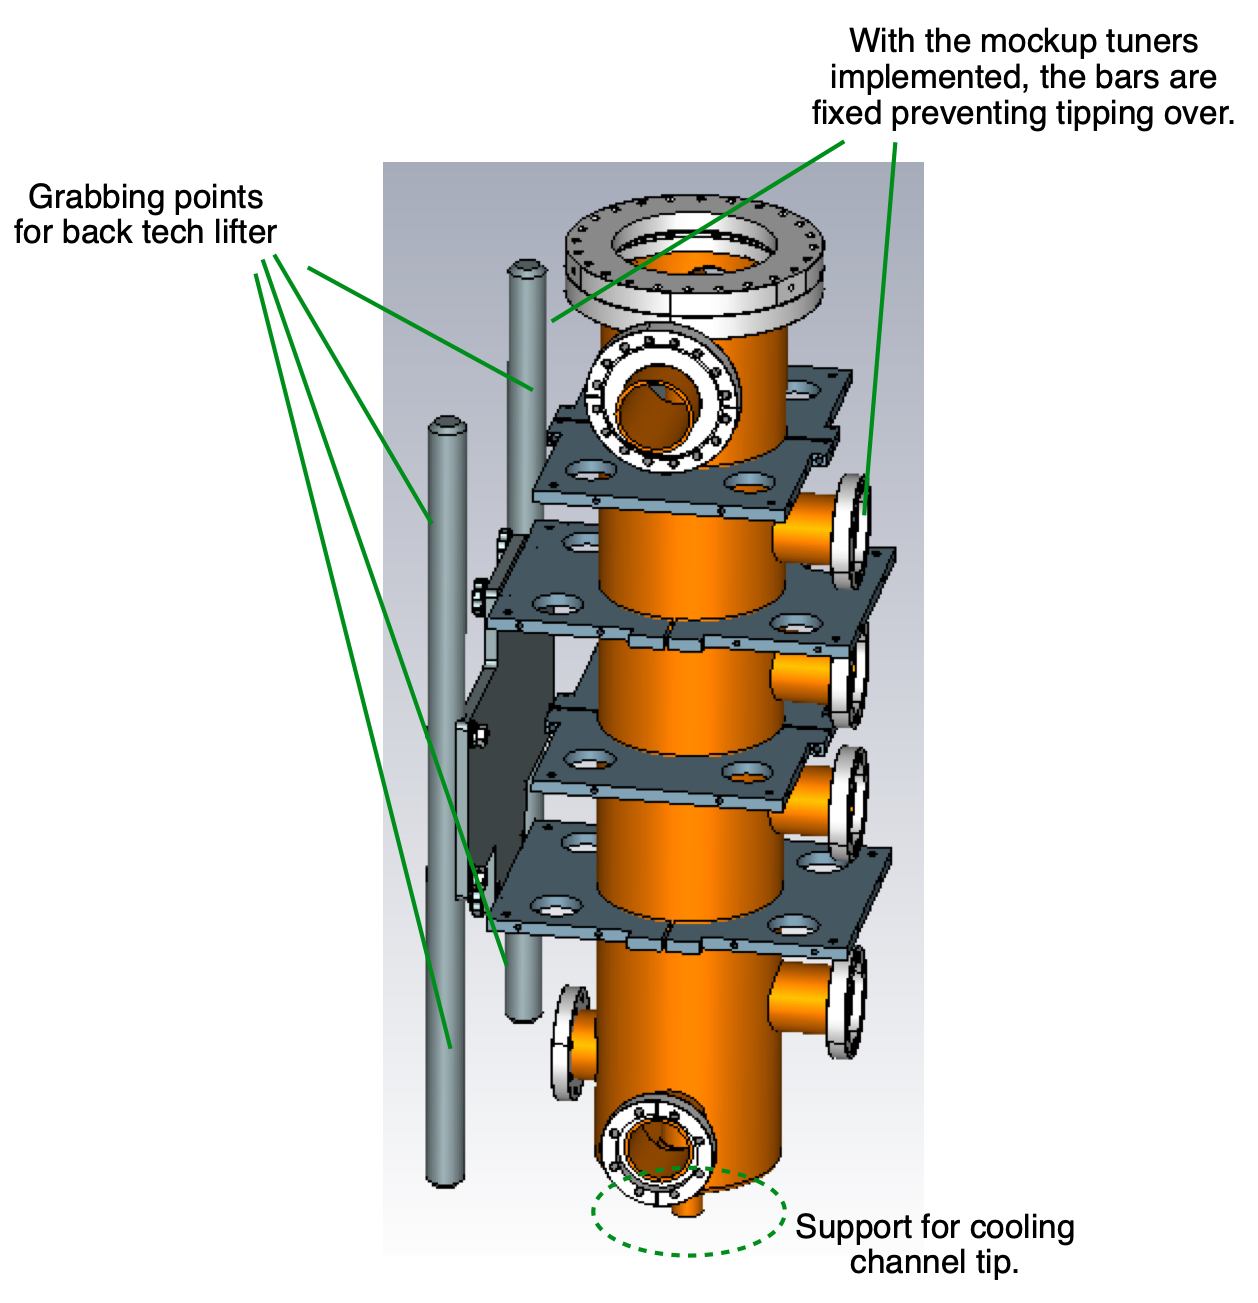 With the mockup tuners
implemented, the bars are
fixed preventing tipping over.
Grabbing points
for back tech lifter
Support for cooling
channel tip.